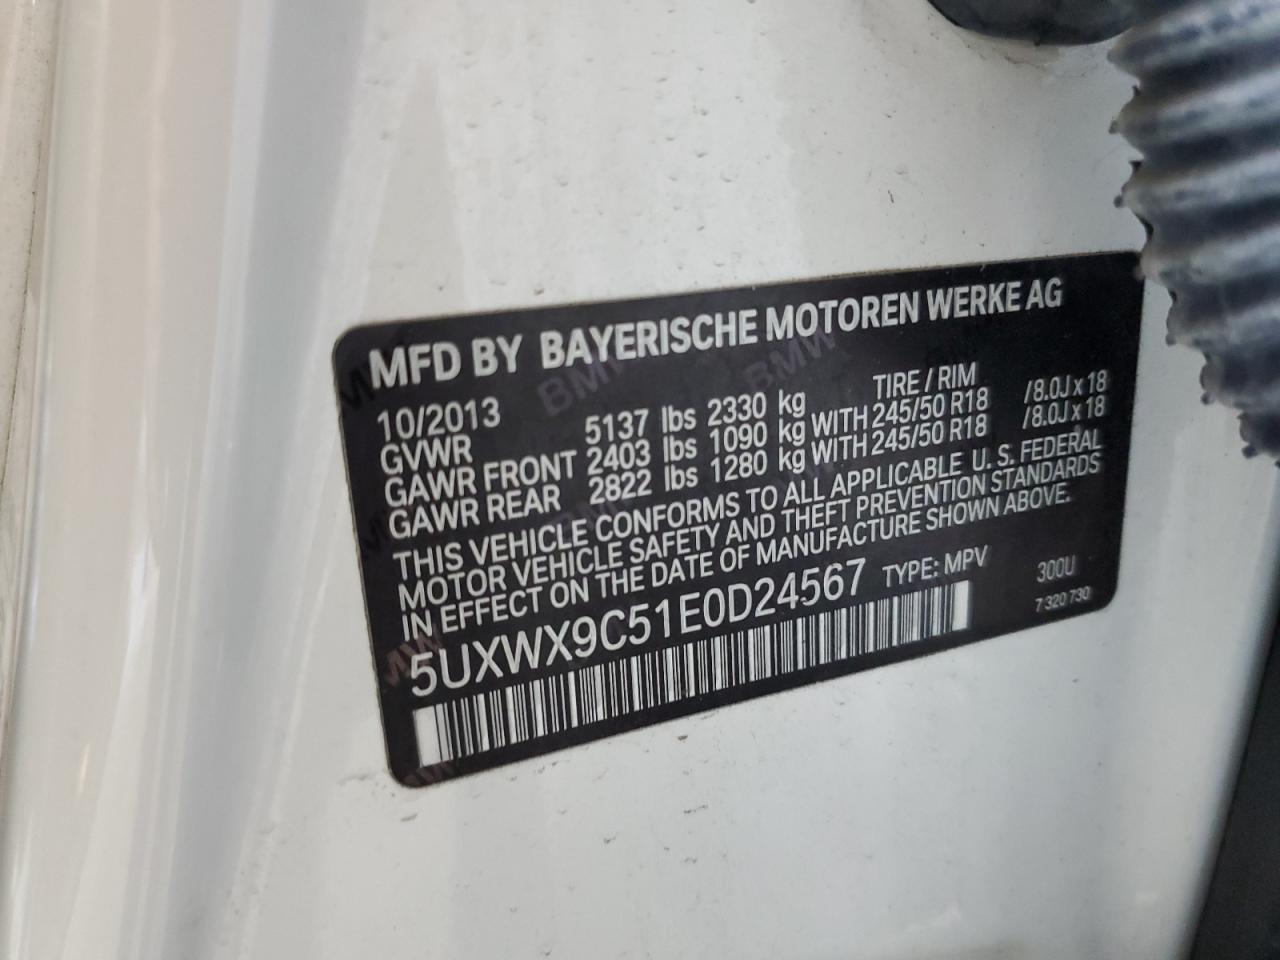 MFD BY BAYERISCHE MOTOREN WERKE AG
10/2013 TIRE / RIM
GVWR 5137 lbs 2330 kg
GAWR FRONT 2403 lbs 1090 kg WITH 245/50 R18 /8.0J x 18
GAWR REAR 2822 lbs 1280 kg WITH 245/50 R18 /8.0J x 18
THIS VEHICLE CONFORMS TO ALL APPLICABLE U. S. FEDERAL
MOTOR VEHICLE SAFETY AND THEFT PREVENTION STANDARDS
IN EFFECT ON THE DATE OF MANUFACTURE SHOWN ABOVE.
5UXWX9C51E0D24567 TYPE: MPV 300U
7 320 730